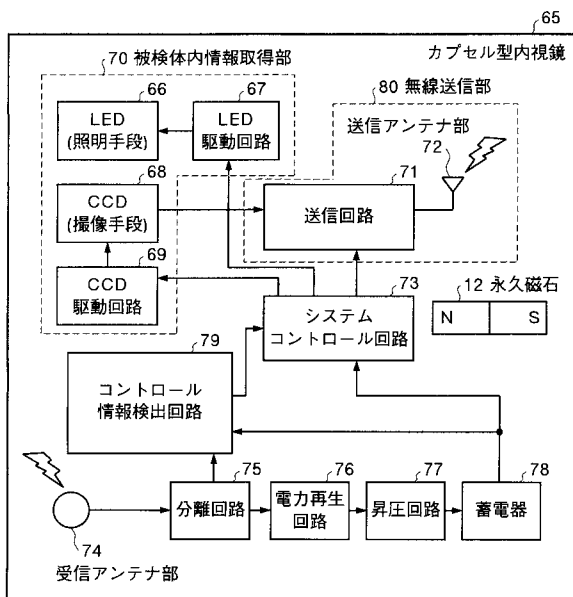 65
カプセル型内視鏡
70 被検体内情報取得部
66
LED
(照明手段)
67
LED
駆動回路
80 無線送信部
送信アンテナ部
72
68
CCD
(撮像手段)
71
送信回路
69
CCD
駆動回路
73
システム
コントロール回路
12 永久磁石
N S
79
コントロール
情報検出回路
74
受信アンテナ部
75
分離回路
76
電力再生
回路
77
昇圧回路
78
蓄電器